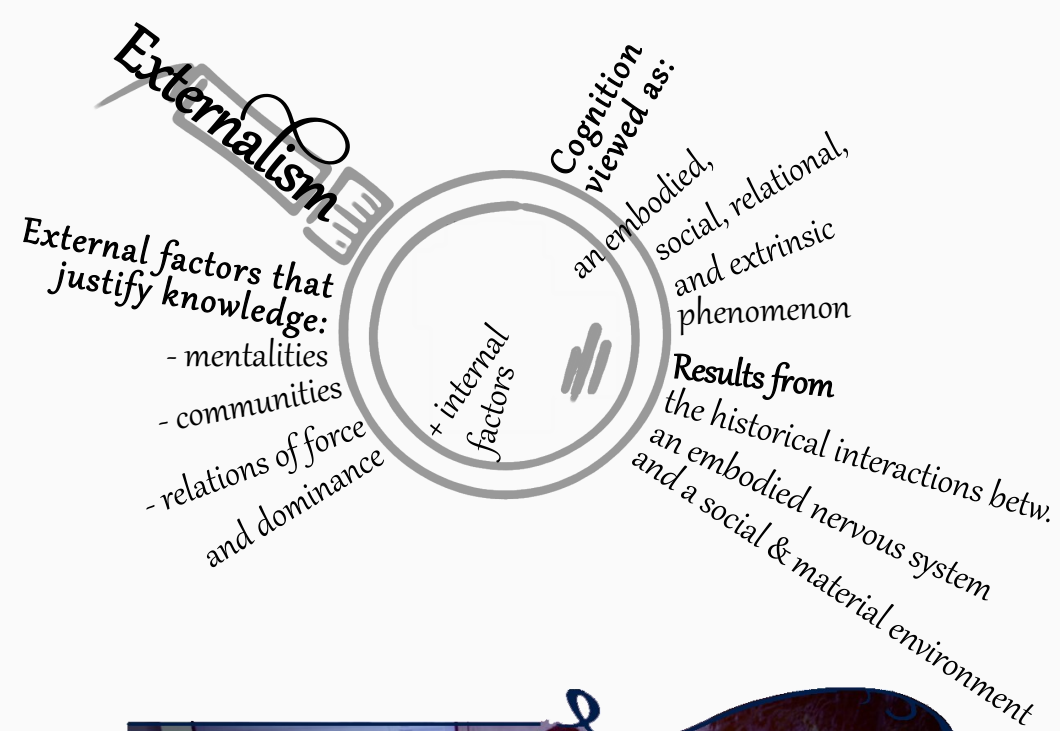 Externalism
External factors that
justify knowledge:
- mentalities
- communities
- relations of force
and dominance
+ internal
factors
Cognition
viewed as:
an embodied,
social, relational,
and extrinsic
phenomenon
Results from
the historical interactions betw.
an embodied nervous system
and a social & material environment